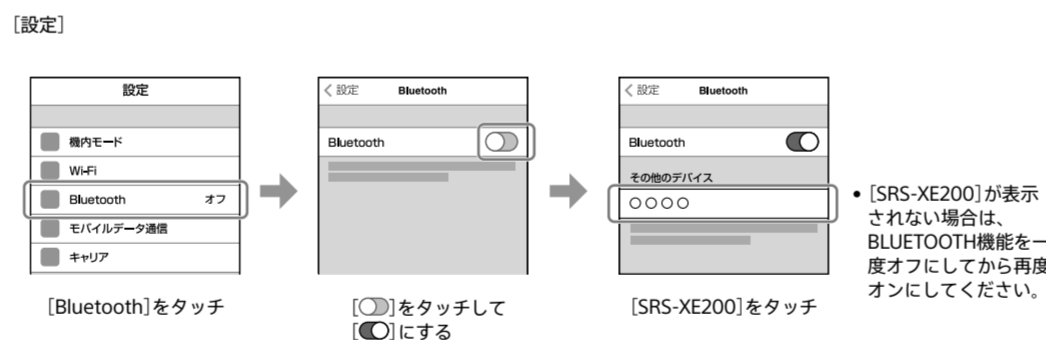 [設定]
設定
機内モード
Wi-Fi
Bluetooth オフ
モバイルデータ通信
キャリア
[Bluetooth]をタッチ
設定 Bluetooth
Bluetooth
[ ]をタッチして
[ ]にする
設定 Bluetooth
Bluetooth
その他のデバイス
○○○○
[SRS-XE200]をタッチ
• [SRS-XE200]が表示
されない場合は、
BLUETOOTH機能を一
度オフにしてから再度
オンにしてください。